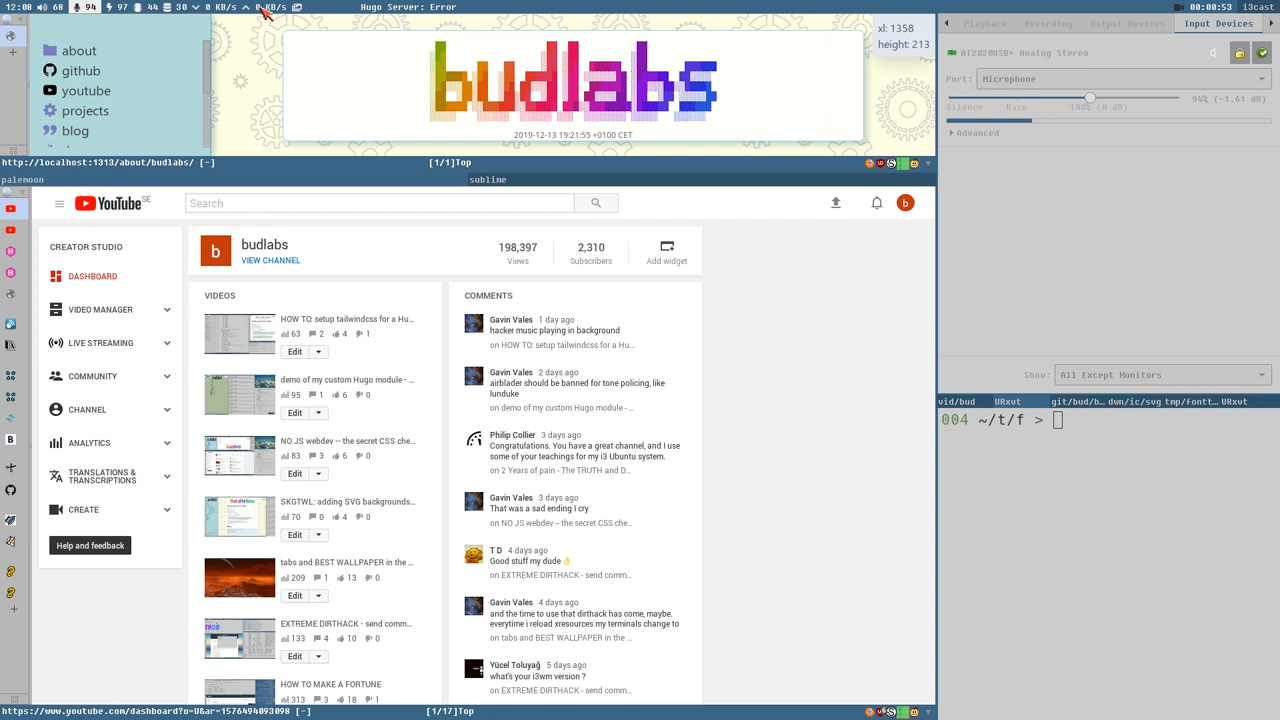 12:08 94 97 44 30 0 KB/s 0 KB/s Hugo Server: Error 00:00:53 i3cast
about
github
youtube
projects
blog
budlabs
2019-12-13 19:21:55 +0100 CET
xl: 1358
height: 213
http://localhost:1313/about/budlabs/ [-] [1/1]Top
palemoon sublime
YouTube SE
Search
CREATOR STUDIO
DASHBOARD
VIDEO MANAGER
LIVE STREAMING
COMMUNITY
CHANNEL
ANALYTICS
TRANSLATIONS &
TRANSCRIPTIONS
CREATE
Help and feedback
b
budlabs
VIEW CHANNEL
198,397
Views
2,310
Subscribers
Add widget
b
VIDEOS
HOW TO: setup tailwindcss for a Hu...
63 2 4 1
Edit
demo of my custom Hugo module - ...
95 1 6 0
Edit
NO JS webdev -- the secret CSS che...
83 3 6 0
Edit
SKGTWL: adding SVG backgrounds...
70 0 4 0
Edit
tabs and BEST WALLPAPER in the ...
209 1 13 0
Edit
EXTREME DIRTHACK - send comm...
133 4 10 0
Edit
HOW TO MAKE A FORTUNE
313 3 18 1
COMMENTS
Gavin Vales 1 day ago
hacker music playing in background
on HOW TO: setup tailwindcss for a Hu...
Gavin Vales 2 days ago
airblader should be banned for tone policing, like
lunduke
on demo of my custom Hugo module - ...
Philip Collier 3 days ago
Congratulations. You have a great channel, and I use
some of your teachings for my i3 Ubuntu system.
on 2 Years of pain - The TRUTH and D...
Gavin Vales 3 days ago
That was a sad ending I cry
on NO JS webdev -- the secret CSS che...
T D 4 days ago
Good stuff my dude 👌
on EXTREME DIRTHACK - send comm...
Gavin Vales 4 days ago
and the time to use that dirthack has come, maybe.
everytime i reload xresources my terminals change to
on tabs and BEST WALLPAPER in the ...
Yücel Toluyağ 5 days ago
what's your i3wm version ?
on EXTREME DIRTHACK - send comm...
https://www.youtube.com/dashboard?o=U&ar=1576494093098 [-] [1/17]Top
Playback Recording Output Devices Input Devices
AT2020USB+ Analog Stereo
Port: Microphone
94% (-1.61 dB)
Silence Base 100% (0 dB)
Advanced
Show: All Except Monitors
vid/bud URxvt git/bud/b... dwm/ic/svg tmp/fontt... URxvt
004 ~/t/f >